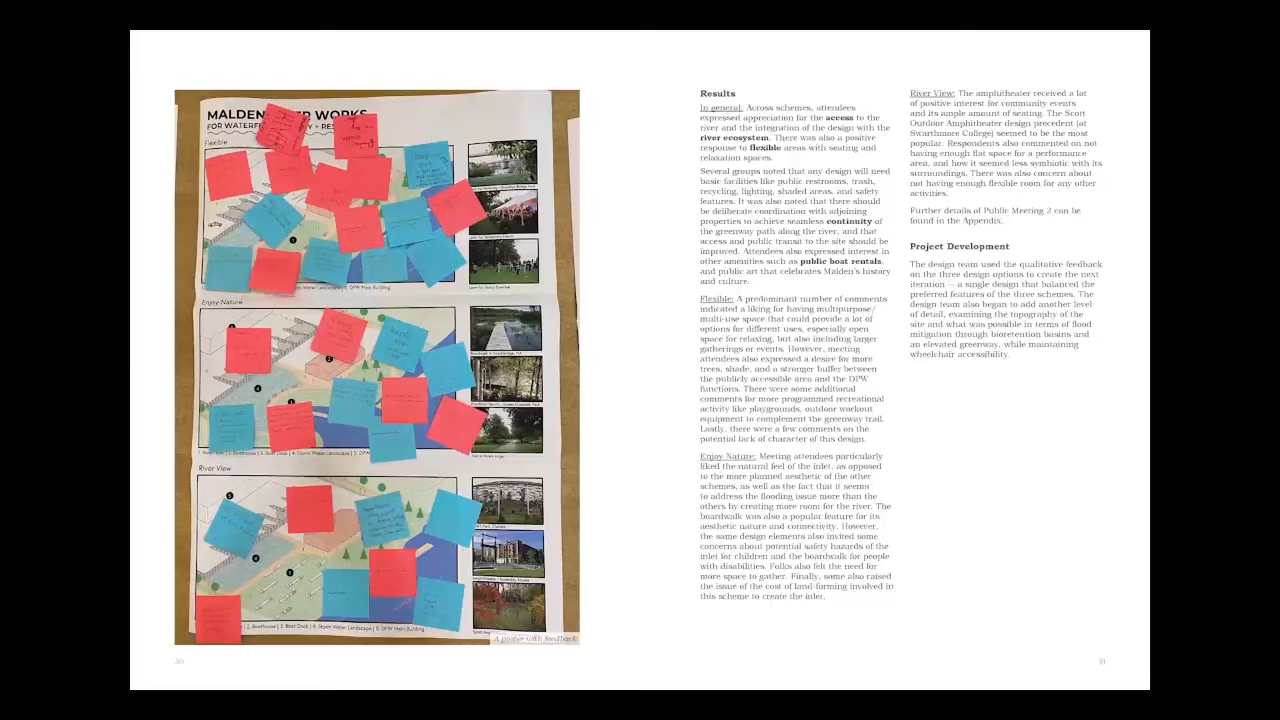 MALDEN RIVER WORKS
FOR WATERF
Flexible
Enjoy Nature
River View
A poster with feedback
30
Results
In general: Across schemes, attendees
expressed appreciation for the access to the
river and the integration of the design with the
river ecosystem. There was also a positive
response to flexible areas with seating and
relaxation spaces.
Several groups noted that any design will need
basic facilities like public restrooms, trash,
recycling, lighting, shaded areas, and safety
features. It was also noted that there should
be deliberate coordination with adjoining
properties to achieve seamless continuity of
the greenway path along the river, and that
access and public transit to the site should be
improved. Attendees also expressed interest in
other amenities such as public boat rentals,
and public art that celebrates Malden's history
and culture.
Flexible: A predominant number of comments
indicated a liking for having multipurpose/
multi-use space that could provide a lot of
options for different uses, especially open
space for relaxing, but also including larger
gatherings or events. However, meeting
attendees also expressed a desire for more
trees, shade, and a stronger buffer between
the publicly accessible area and the DPW
functions. There were some additional
comments for more programmed recreational
activity like playgrounds, outdoor workout
equipment to complement the greenway trail.
Lastly, there were a few comments on the
potential lack of character of this design.
Enjoy Nature: Meeting attendees particularly
liked the natural feel of the inlet, as opposed
to the more planned aesthetic of the other
schemes, as well as the fact that it seems
to address the flooding issue more than the
others by creating more room for the river. The
boardwalk was also a popular feature for its
aesthetic nature and connectivity. However,
the same design elements also invited some
concerns about potential safety hazards of the
inlet for children and the boardwalk for people
with disabilities. Folks also felt the need for
more space to gather. Finally, some also raised
the issue of the cost of land-forming involved in
this scheme to create the inlet.
River View: The amphitheater received a lot
of positive interest for community events
and its ample amount of seating. The Scott
Outdoor Amphitheater design precedent (at
Swarthmore College) seemed to be the most
popular. Respondents also commented on not
having enough flat space for a performance
area, and how it seemed less symbiotic with its
surroundings. There was also concern about
not having enough flexible room for any other
activities.
Further details of Public Meeting 2 can be
found in the Appendix.
Project Development
The design team used the qualitative feedback
on the three design options to create the next
iteration -- a single design that balanced the
preferred features of the three schemes. The
design team also began to add another level
of detail, examining the topography of the
site and what was possible in terms of flood
mitigation through bioretention basins and
an elevated greenway, while maintaining
wheelchair accessibility.
31